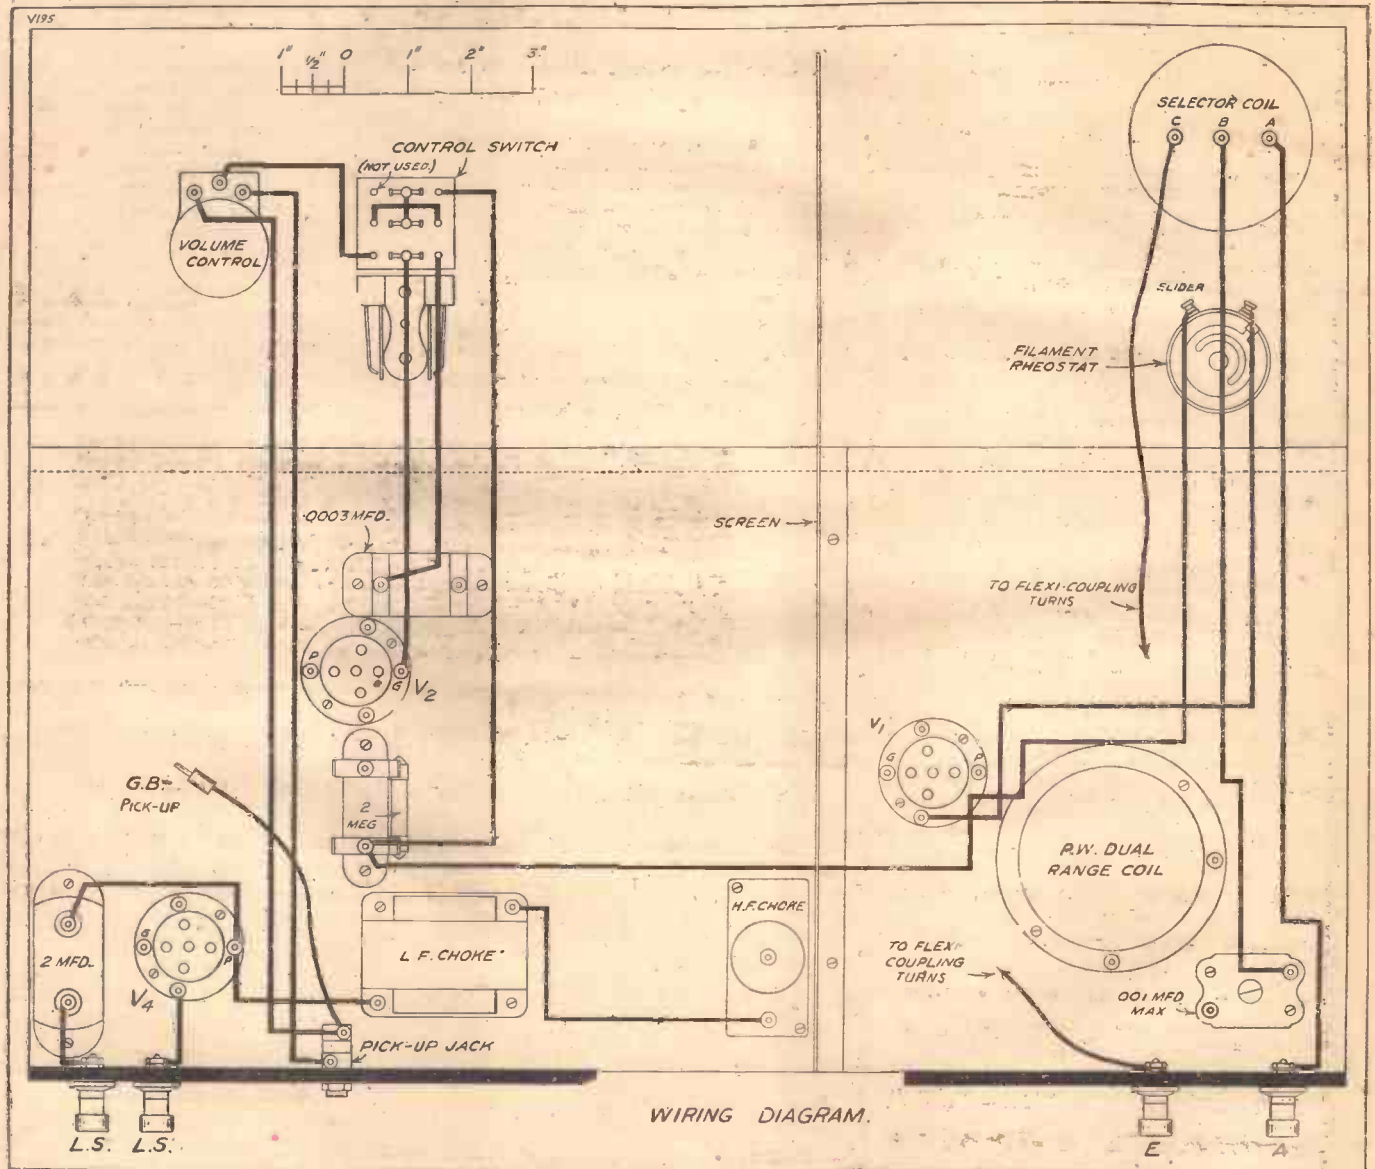 V195
1" ½" 0 1" 2" 3"
SELECTOR COIL
C B A
CONTROL SWITCH
(NOT USED.)
VOLUME
CONTROL
SLIDER
FILAMENT
RHEOSTAT
·0003 MFD.
SCREEN
TO FLEXI-COUPLING
TURNS
P G V2
V1
G P
G.B.-
PICK-UP
2
MEG
P.W. DUAL
RANGE COIL
H.F. CHOKE
L.F. CHOKE
2 MFD.
G P
V4
TO FLEXI-
COUPLING
TURNS
·001 MFD
MAX
PICK-UP JACK
WIRING DIAGRAM.
L.S. L.S.
E A